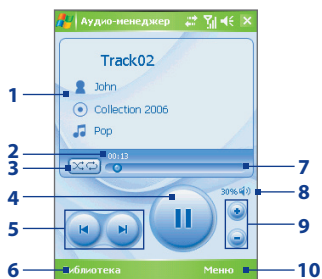 Аудио-менеджер
Track02
1 John
Collection 2006
Pop
2 00:13
3 7
4 30% 8
5 9
6 иблиотека Меню 10